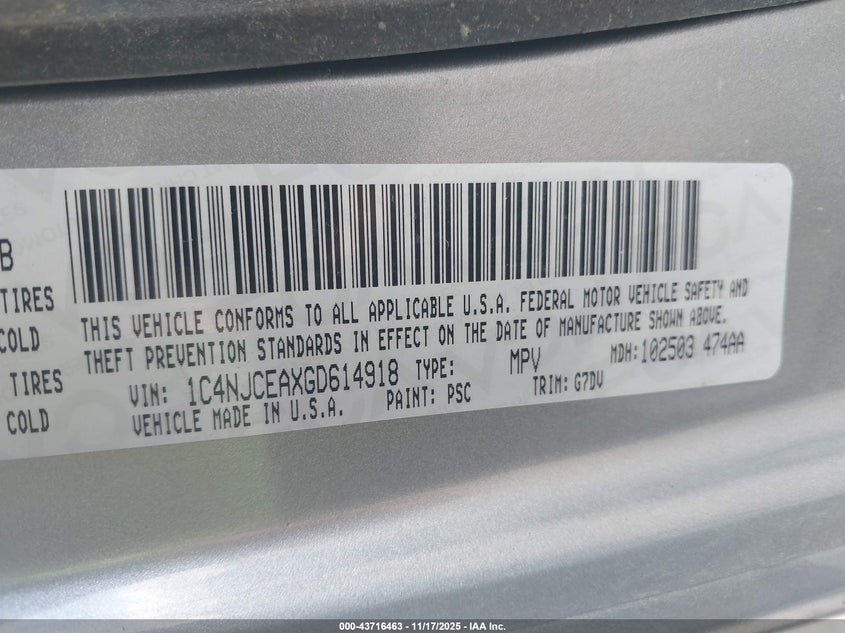 B
TIRES
COLD
TIRES
COLD
THIS VEHICLE CONFORMS TO ALL APPLICABLE U.S.A. FEDERAL MOTOR VEHICLE SAFETY AND
THEFT PREVENTION STANDARDS IN EFFECT ON THE DATE OF MANUFACTURE SHOWN ABOVE.
VIN: 1C4NJCEAXGD614918 TYPE: MPV MDH: 102503 474AA
VEHICLE MADE IN U.S.A. PAINT: PSC TRIM: G7DV
000-43716463 - 11/17/2025 - IAA Inc.